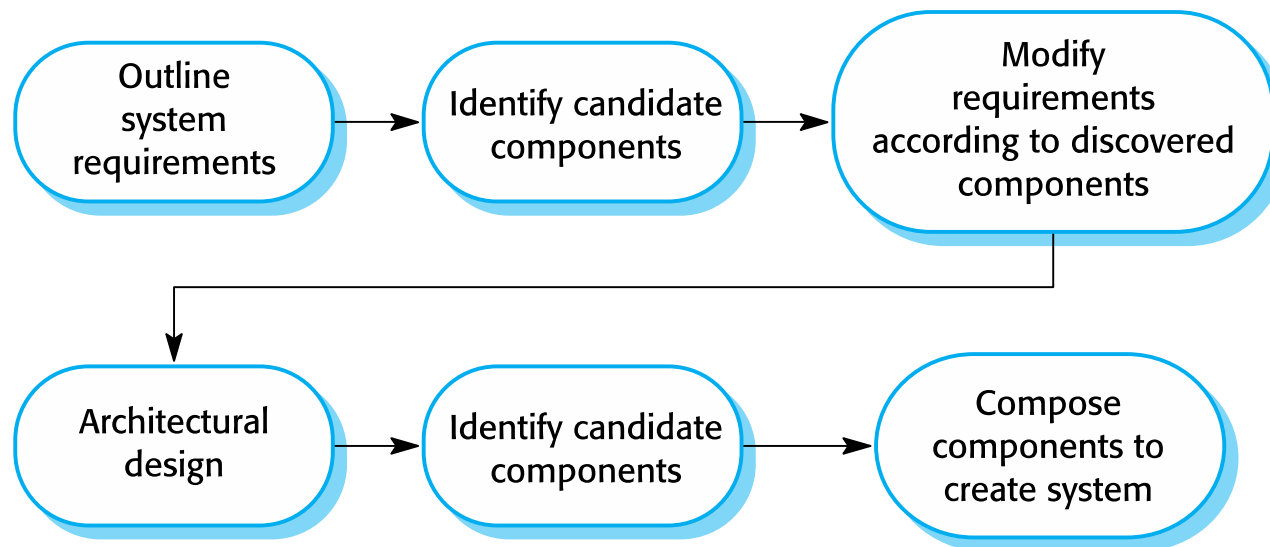 Outline
system
requirements
Identify candidate
components
Modify
requirements
according to discovered
components
Architectural
design
Identify candidate
components
Compose
components to
create system